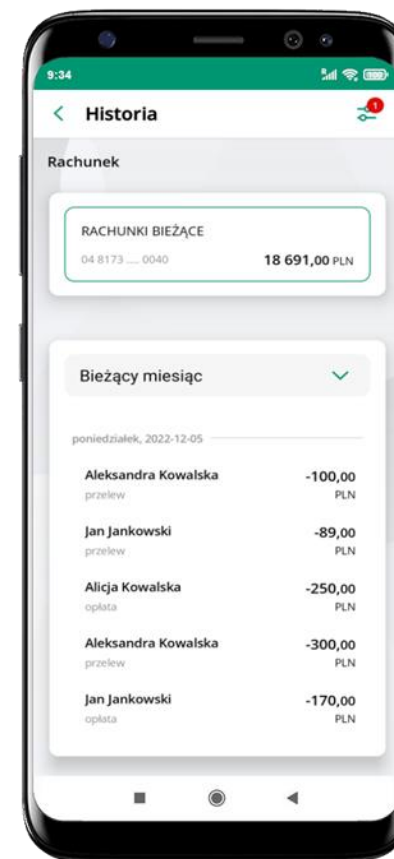 9:34
Historia
1
Rachunek
RACHUNKI BIEŻĄCE
04 8173 .... 0040
18 691,00 PLN
Bieżący miesiąc
poniedziałek, 2022-12-05
Aleksandra Kowalska
-100,00
przelew
PLN
Jan Jankowski
-89,00
przelew
PLN
Alicja Kowalska
-250,00
opłata
PLN
Aleksandra Kowalska
-300,00
przelew
PLN
Jan Jankowski
-170,00
opłata
PLN